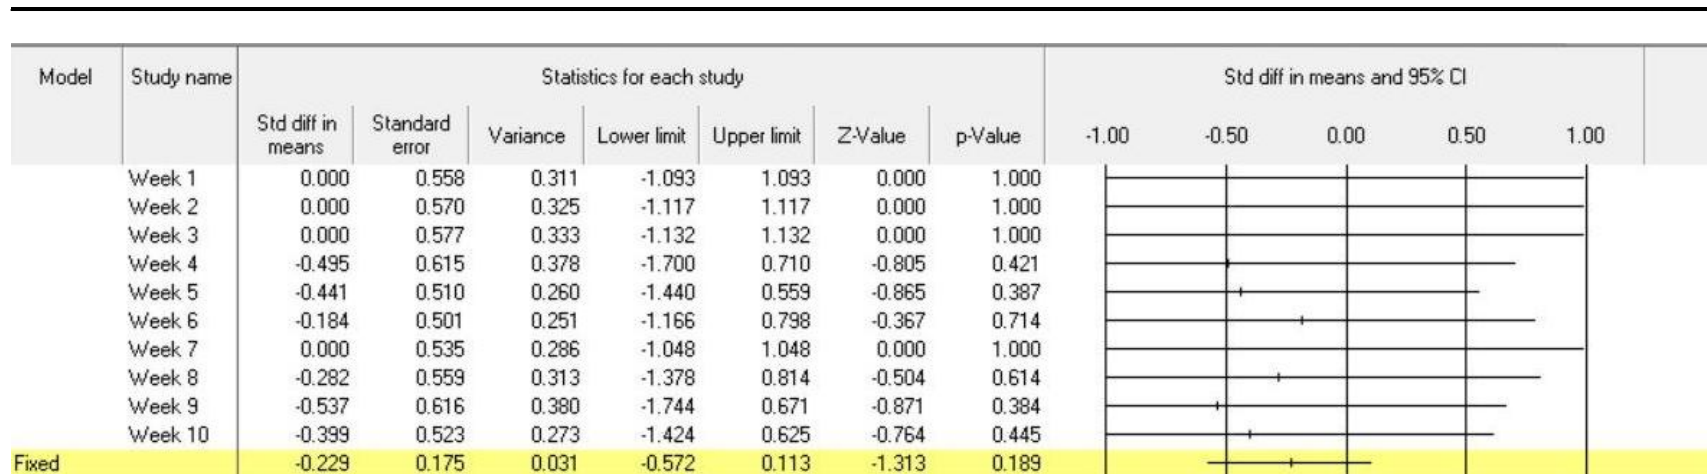 Model Study name Statistics for each study Std diff in means and 95% CI
Std diff in means Standard error Variance Lower limit Upper limit Z-Value p-Value -1.00 -0.50 0.00 0.50 1.00
Week 1 0.000 0.558 0.311 -1.093 1.093 0.000 1.000
Week 2 0.000 0.570 0.325 -1.117 1.117 0.000 1.000
Week 3 0.000 0.577 0.333 -1.132 1.132 0.000 1.000
Week 4 -0.495 0.615 0.378 -1.700 0.710 -0.805 0.421
Week 5 -0.441 0.510 0.260 -1.440 0.559 -0.865 0.387
Week 6 -0.184 0.501 0.251 -1.166 0.798 -0.367 0.714
Week 7 0.000 0.535 0.286 -1.048 1.048 0.000 1.000
Week 8 -0.282 0.559 0.313 -1.378 0.814 -0.504 0.614
Week 9 -0.537 0.616 0.380 -1.744 0.671 -0.871 0.384
Week 10 -0.399 0.523 0.273 -1.424 0.625 -0.764 0.445
Fixed -0.229 0.175 0.031 -0.572 0.113 -1.313 0.189